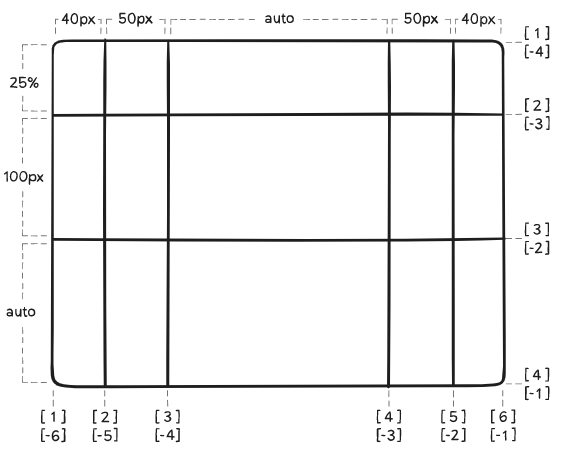 40px 50px auto 50px 40px
[1]
[-4]
25%
[2]
[-3]
100px
[3]
[-2]
auto
[4]
[-1]
[1] [2] [3] [4] [5] [6]
[-6] [-5] [-4] [-3] [-2] [-1]